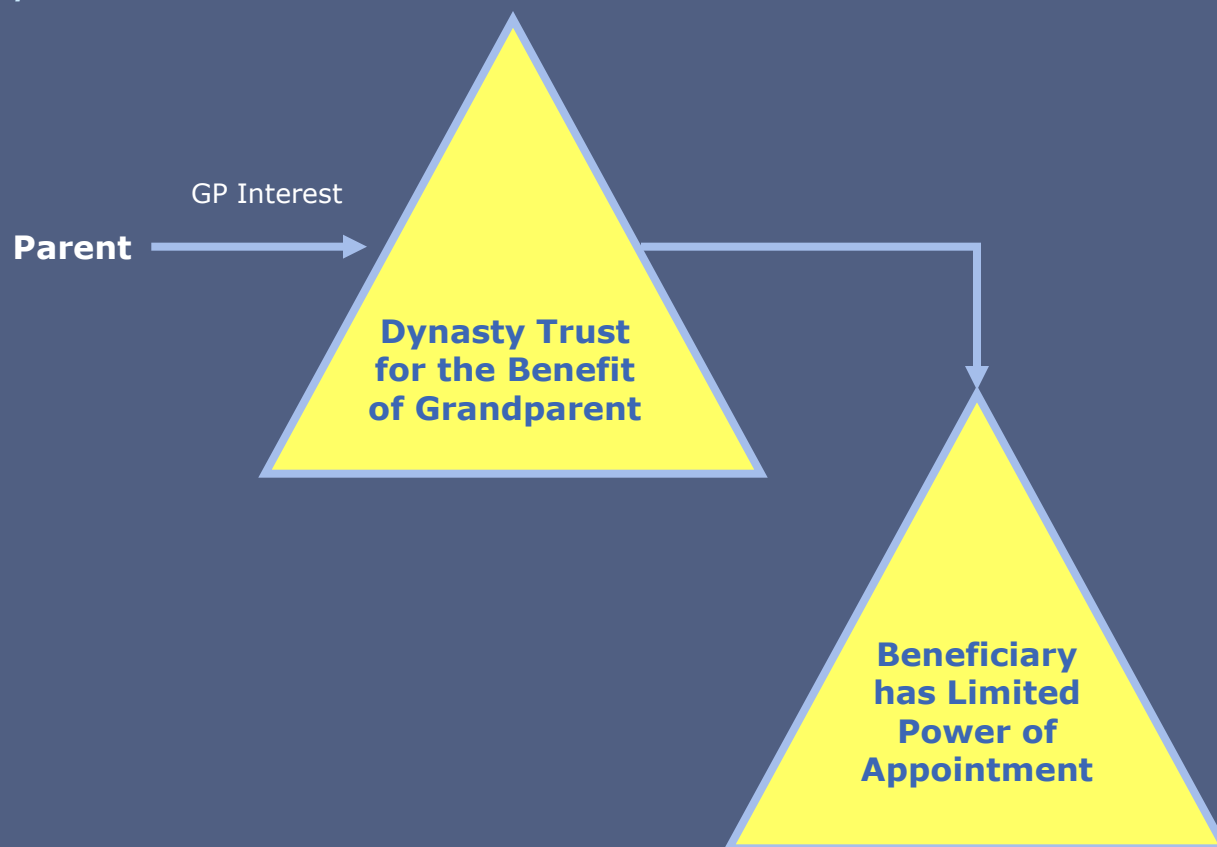 GP Interest
Parent
Dynasty Trust
for the Benefit
of Grandparent
Beneficiary
has Limited
Power of
Appointment